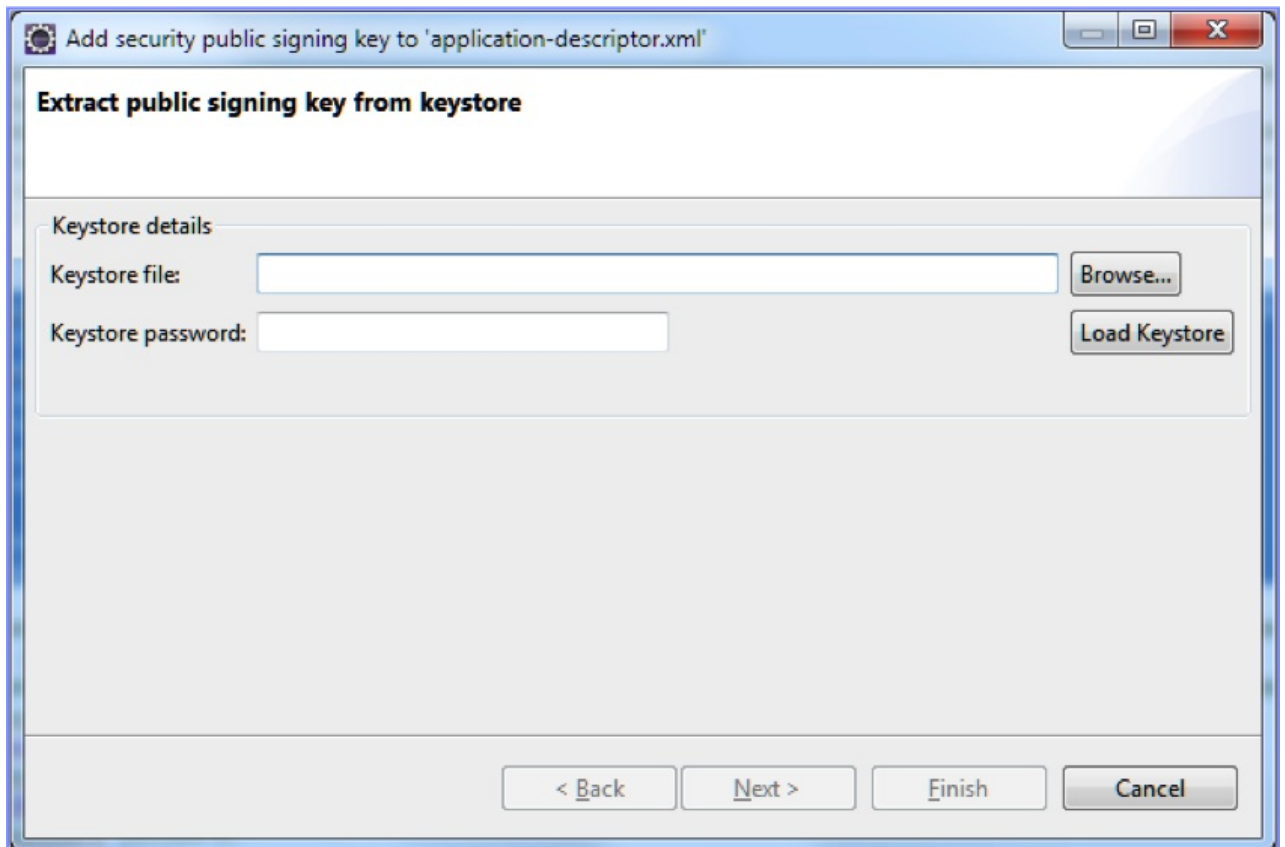 Add security public signing key to 'application-descriptor.xml'
Extract public signing key from keystore
Keystore details
Keystore file:
Browse...
Keystore password:
Load Keystore
< Back
Next >
Finish
Cancel